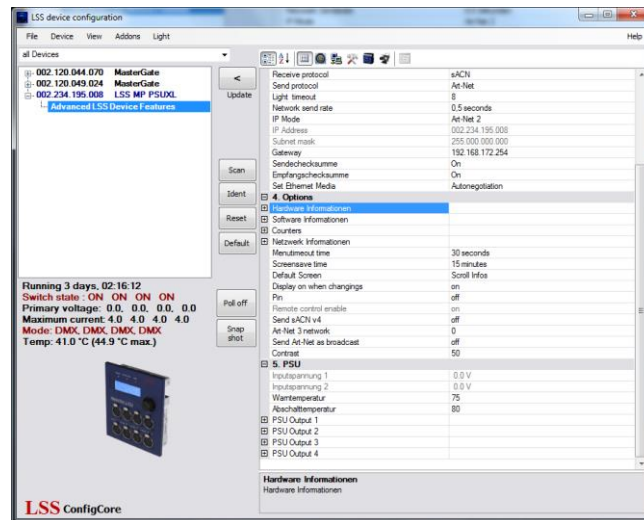 LSS device configuration
File Device View Addons Light Help
all Devices
002.120.044.070 MasterGate
002.120.049.024 MasterGate
002.234.195.008 LSS MP PSUXL
Advanced LSS Device Features
<
Update
Scan
Ident
Reset
Default
Poll off
Snap
shot
Running 3 days, 02:16:12
Switch state : ON ON ON ON
Primary voltage: 0.0, 0.0, 0.0, 0.0
Maximum current: 4.0 4.0 4.0 4.0
Mode: DMX, DMX, DMX, DMX
Temp: 41.0 °C (44.9 °C max.)
LSS ConfigCore
Receive protocol sACN
Send protocol Art-Net
Light timeout 8
Network send rate 0,5 seconds
IP Mode Art-Net 2
IP Address 002.234.195.008
Subnet mask 255.000.000.000
Gateway 192.168.172.254
Sendechecksumme On
Empfangschecksumme On
Set Ethernet Media Autonegotiation
4. Options
Hardware Informationen
Software Informationen
Counters
Netzwerk Informationen
Menutimeout time 30 seconds
Screensave time 15 minutes
Default Screen Scroll Infos
Display on when changings on
Pin off
Remote control enable on
Send sACN v4 off
Art-Net 3 network 0
Send Art-Net as broadcast off
Contrast 50
5. PSU
Inputspannung 1 0.0 V
Inputspannung 2 0.0 V
Warntemperatur 75
Abschalttemperatur 80
PSU Output 1
PSU Output 2
PSU Output 3
PSU Output 4
Hardware Informationen
Hardware Informationen